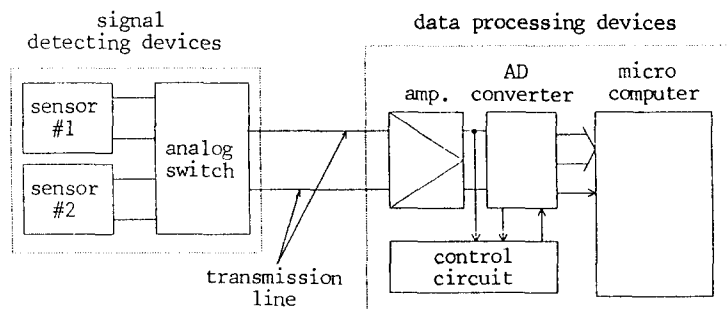 signal
detecting devices
data processing devices
sensor
#1
sensor
#2
analog
switch
amp.
AD
converter
micro
computer
control
circuit
transmission
line